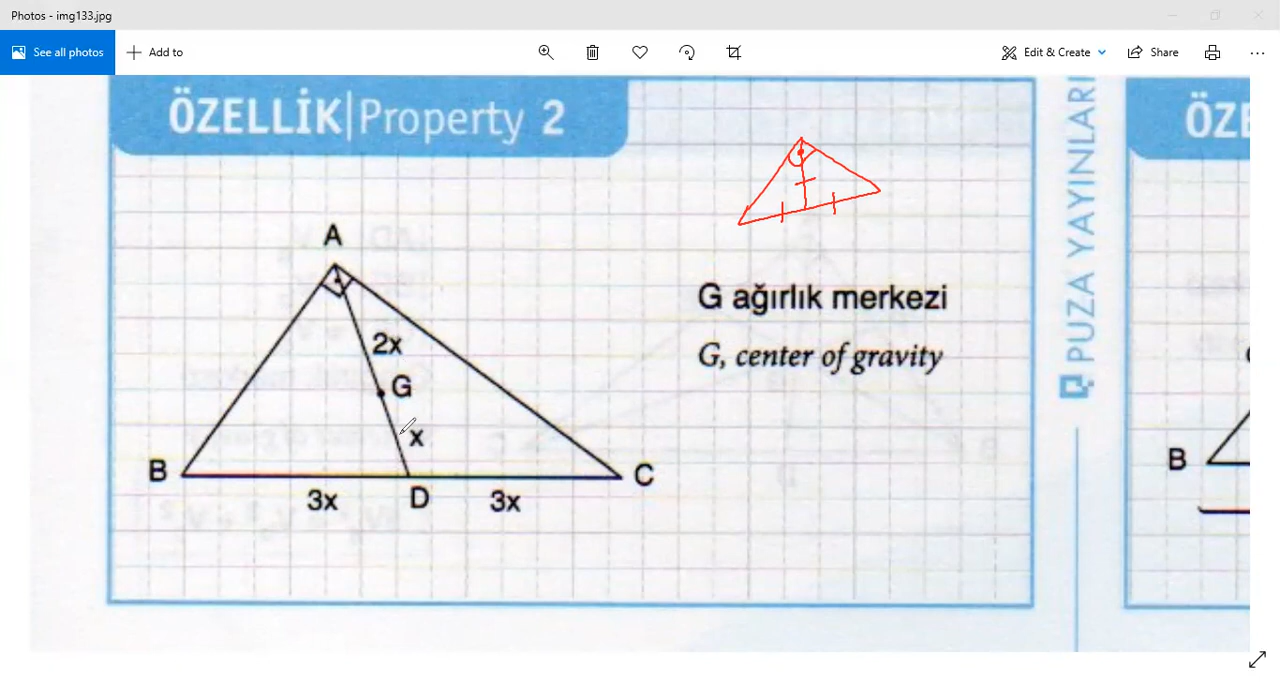 Photos - img133.jpg
See all photos
Add to
Edit & Create
Share
ÖZELLİK|Property 2
A
2x
G
x
B
3x
D
3x
C
G ağırlık merkezi
G, center of gravity
PUZA YAYINLARI
ÖZE
B